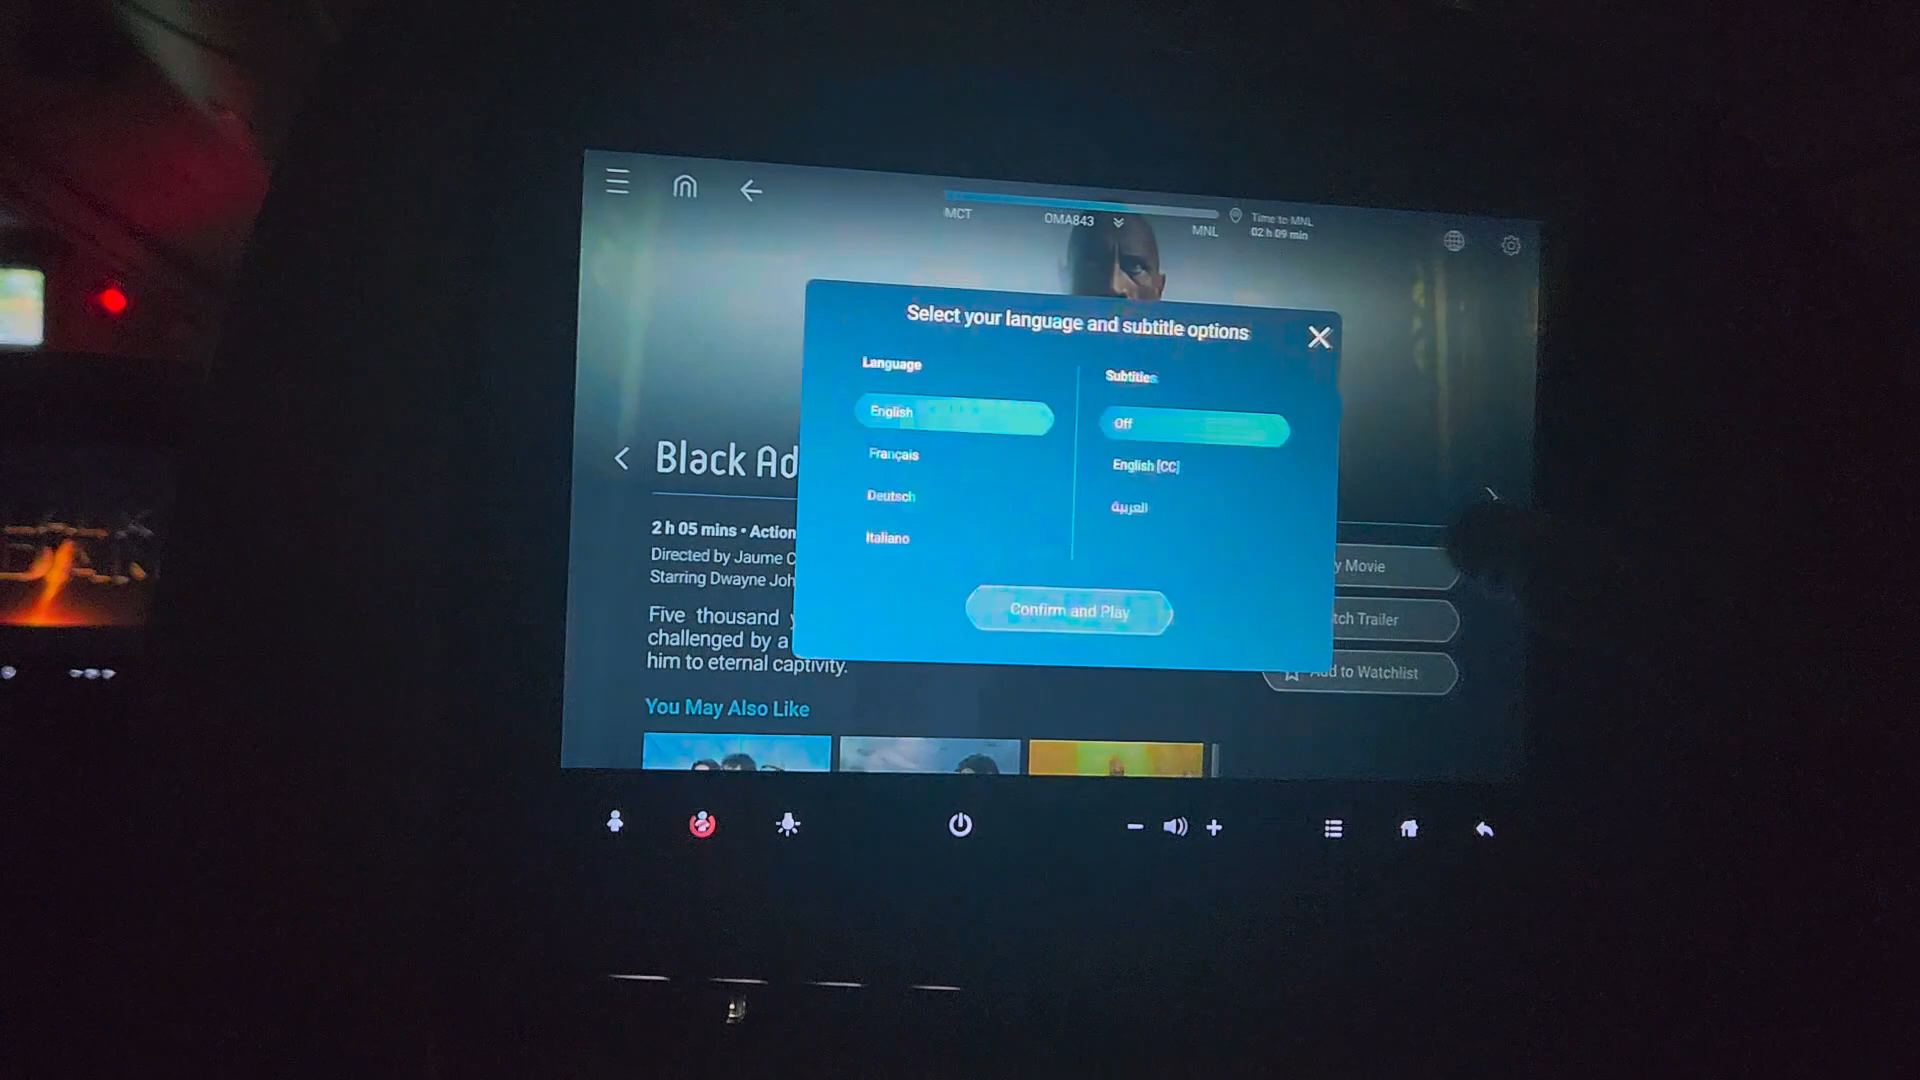 MCT
OMA843
MNL
Time to MNL
02 h 09 min
Select your language and subtitle options
Language
English
Français
Deutsch
Italiano
Subtitles
Off
English [CC]
العربية
Confirm and Play
Black Ad
2 h 05 mins • Action
Directed by Jaume C
Starring Dwayne Joh
Five thousand y
challenged by a
him to eternal captivity.
y Movie
tch Trailer
Add to Watchlist
You May Also Like